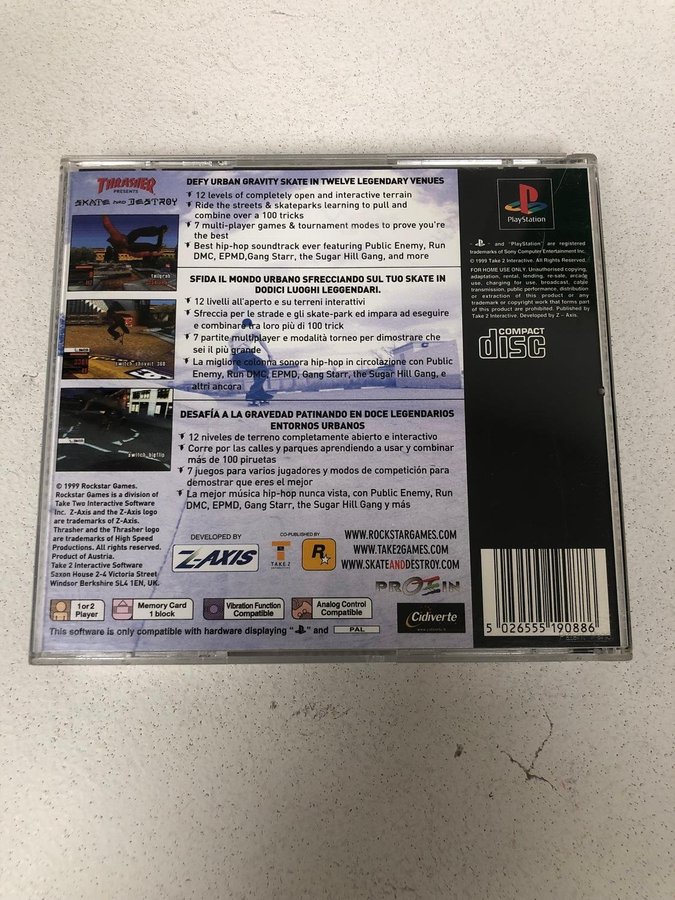 THRASHER
PRESENTS
SKATE AND DESTROY
DEFY URBAN GRAVITY SKATE IN TWELVE LEGENDARY VENUES
12 levels of completely open and interactive terrain
Ride the streets & skateparks learning to pull and
combine over a 100 tricks
7 multi-player games & tournament modes to prove you're
the best
Best hip-hop soundtrack ever featuring Public Enemy, Run
DMC, EPMD,Gang Starr, the Sugar Hill Gang, and more
SFIDA IL MONDO URBANO SFRECCIANDO SUL TUO SKATE IN
DODICI LUOGHI LEGGENDARI.
12 livelli all'aperto e su terreni interattivi
Sfreccia per le strade e gli skate-park ed impara ad eseguire
e combinare tra loro più di 100 trick
7 partite multiplayer e modalità torneo per dimostrare che
sei il più grande
La migliore colonna sonora hip-hop in circolazione con Public
Enemy, Run DMC, EPMD, Gang Starr, the Sugar Hill Gang, e
altri ancora
DESAFÍA A LA GRAVEDAD PATINANDO EN DOCE LEGENDARIOS
ENTORNOS URBANOS
12 niveles de terreno completamente abierto e interactivo
Corre por las calles y parques aprendiendo a usar y combinar
más de 100 piruetas
7 juegos para varios jugadores y modos de competición para
demostrar que eres el mejor
La mejor música hip-hop nunca vista, con Public Enemy, Run
DMC, EPMD, Gang Starr, the Sugar Hill Gang y más
switch shovit 360
switch bigflip
© 1999 Rockstar Games.
Rockstar Games is a division of
Take Two Interactive Software
Inc. Z-Axis and the Z-Axis logo
are trademarks of Z-Axis.
Thrasher and the Thrasher logo
are trademarks of High Speed
Productions. All rights reserved.
Product of Austria.
Take 2 Interactive Software
Saxon House 2-4 Victoria Street
Windsor Berkshire SL4 1EN, UK.
DEVELOPED BY
Z-AXIS
CO-PUBLISHED BY
TAKE 2
INTERACTIVE
R
WWW.ROCKSTARGAMES.COM
WWW.TAKE2GAMES.COM
WWW.SKATEANDDESTROY.COM
PROEIN
Cidiverte
www.cidiverte.it
1 or 2
Player
Memory Card
1 block
Vibration Function
Compatible
Analog Control
Compatible
This software is only compatible with hardware displaying and PAL
PlayStation
- and "PlayStation" are registered
trademarks of Sony Computer Entertainment Inc.
© 1999 Take 2 Interactive. All Rights Reserved.
FOR HOME USE ONLY. Unauthorised copying,
adaptation, rental, lending, re-sale, arcade
use, charging for use, broadcast, cable
transmission, public performance, distribution
or extraction of this product or any
trademark or copyright work that forms part
of this product are prohibited. Published by
Take 2 Interactive. Developed by Z - Axis.
COMPACT
disc
5 026555 190886